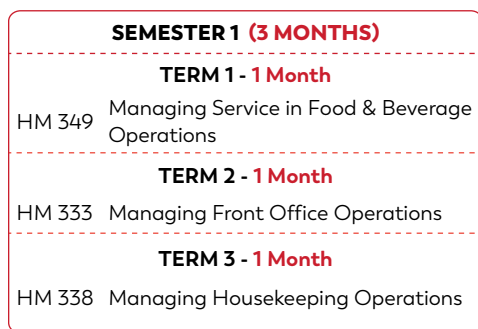 SEMESTER 1 (3 MONTHS)
TERM 1 - 1 Month
HM 349 Managing Service in Food & Beverage
Operations
TERM 2 - 1 Month
HM 333 Managing Front Office Operations
TERM 3 - 1 Month
HM 338 Managing Housekeeping Operations